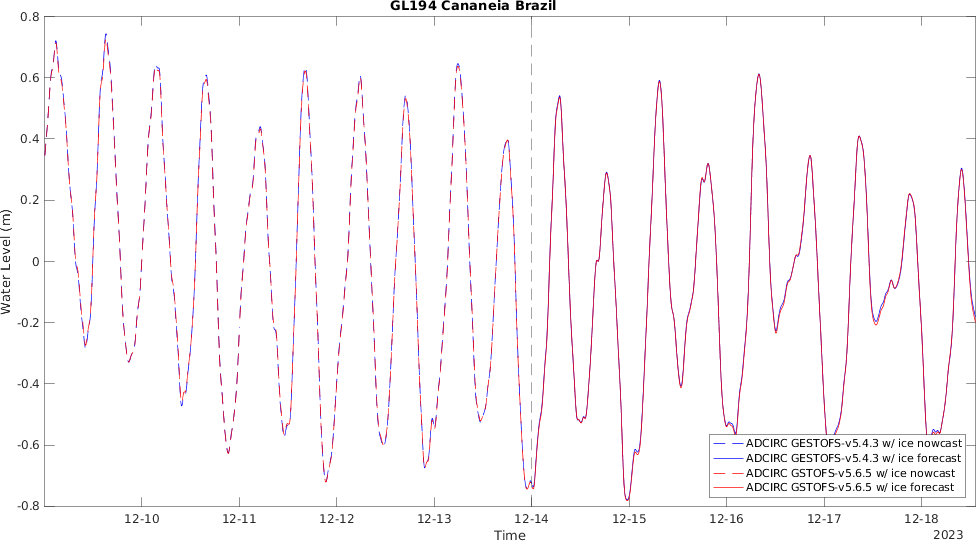 GL194 Cananeia Brazil
0.8
0.6
0.4
0.2
0
-0.2
-0.4
-0.6
-0.8
Water Level (m)
ADCIRC GESTOFS-v5.4.3 w/ ice nowcast
ADCIRC GESTOFS-v5.4.3 w/ ice forecast
ADCIRC GSTOFS-v5.6.5 w/ ice nowcast
ADCIRC GSTOFS-v5.6.5 w/ ice forecast
12-10 12-11 12-12 12-13 12-14 12-15 12-16 12-17 12-18
Time
2023